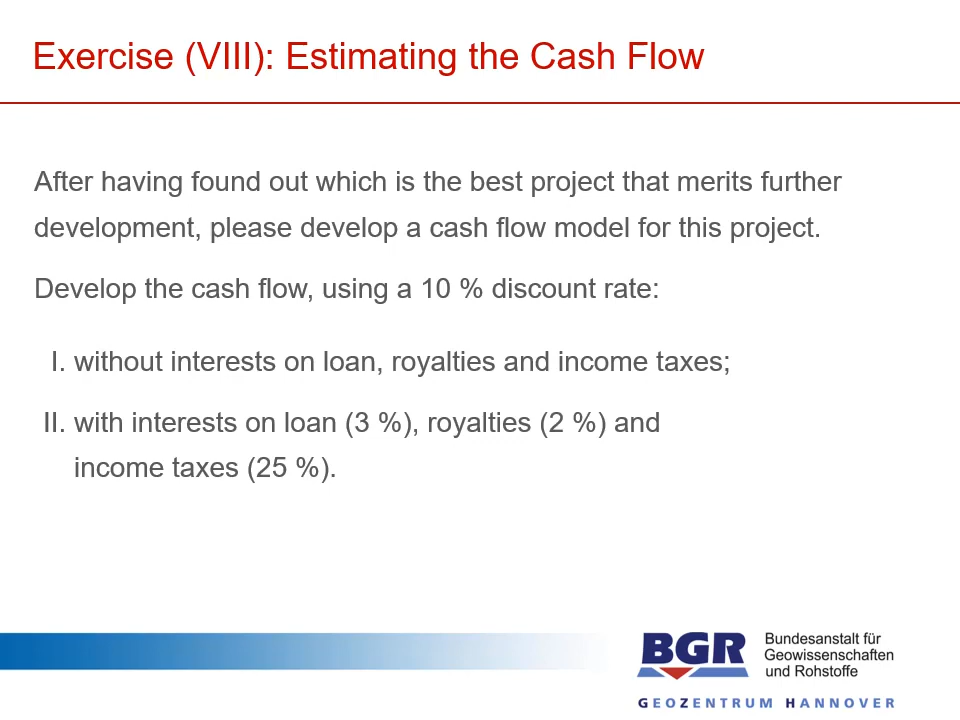 Exercise (VIII): Estimating the Cash Flow
After having found out which is the best project that merits further
development, please develop a cash flow model for this project.
Develop the cash flow, using a 10 % discount rate:
I. without interests on loan, royalties and income taxes;
II. with interests on loan (3 %), royalties (2 %) and
income taxes (25 %).
BGR
Bundesanstalt für
Geowissenschaften
und Rohstoffe
GEOZENTRUM HANNOVER